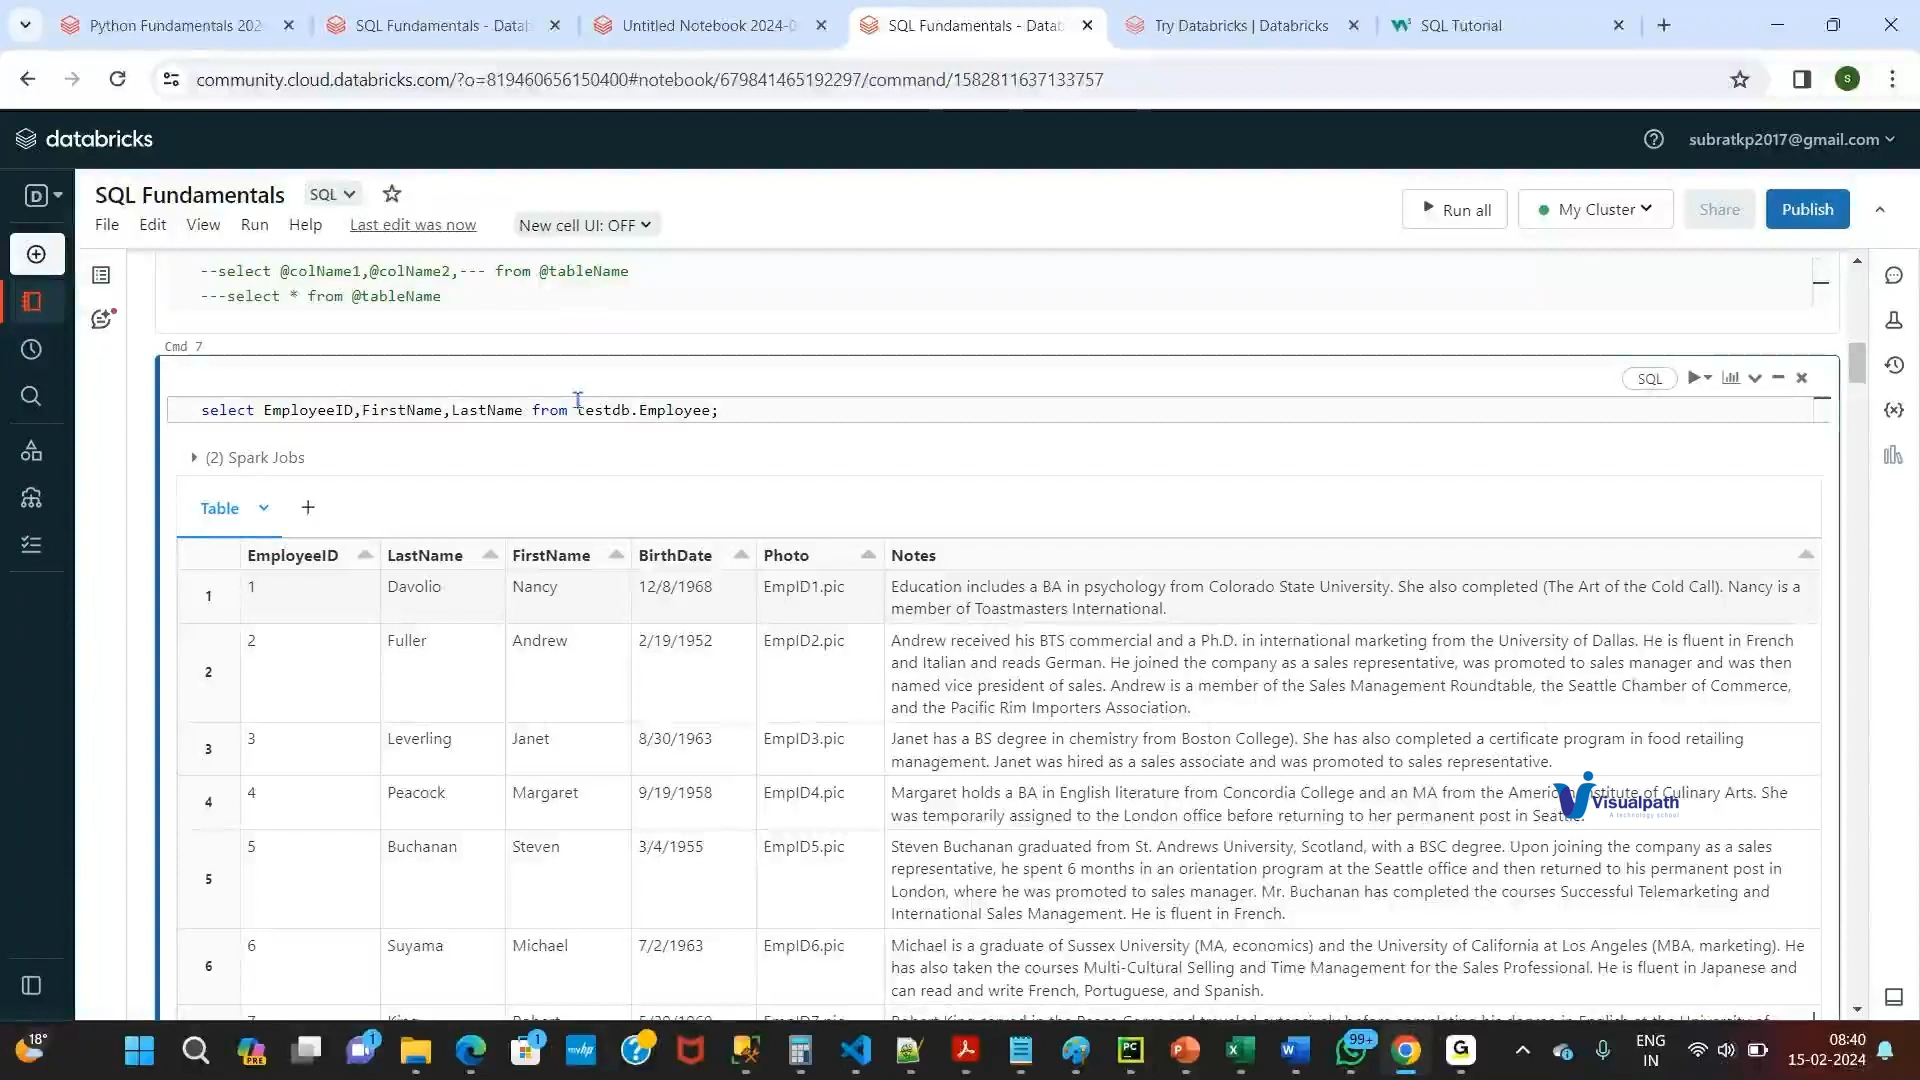 Python Fundamentals 202
SQL Fundamentals - Datab
Untitled Notebook 2024-0
SQL Fundamentals - Datab
Try Databricks | Databricks
SQL Tutorial
community.cloud.databricks.com/?o=819460656150400#notebook/679841465192297/command/1582811637133757
S
databricks
subratkp2017@gmail.com
D
SQL Fundamentals
SQL
File Edit View Run Help Last edit was now New cell UI: OFF
Run all
My Cluster
Share
Publish
--select @colName1,@colName2,--- from @tableName
---select * from @tableName
Cmd 7
SQL
select EmployeeID,FirstName,LastName from testdb.Employee;
(2) Spark Jobs
Table
EmployeeID LastName FirstName BirthDate Photo Notes
1 1 Davolio Nancy 12/8/1968 EmpID1.pic Education includes a BA in psychology from Colorado State University. She also completed (The Art of the Cold Call). Nancy is a
member of Toastmasters International.
2 2 Fuller Andrew 2/19/1952 EmpID2.pic Andrew received his BTS commercial and a Ph.D. in international marketing from the University of Dallas. He is fluent in French
and Italian and reads German. He joined the company as a sales representative, was promoted to sales manager and was then
named vice president of sales. Andrew is a member of the Sales Management Roundtable, the Seattle Chamber of Commerce,
and the Pacific Rim Importers Association.
3 3 Leverling Janet 8/30/1963 EmpID3.pic Janet has a BS degree in chemistry from Boston College). She has also completed a certificate program in food retailing
management. Janet was hired as a sales associate and was promoted to sales representative.
4 4 Peacock Margaret 9/19/1958 EmpID4.pic Margaret holds a BA in English literature from Concordia College and an MA from the American Institute of Culinary Arts. She
was temporarily assigned to the London office before returning to her permanent post in Seattle.
Visualpath
A technology school
5 5 Buchanan Steven 3/4/1955 EmpID5.pic Steven Buchanan graduated from St. Andrews University, Scotland, with a BSC degree. Upon joining the company as a sales
representative, he spent 6 months in an orientation program at the Seattle office and then returned to his permanent post in
London, where he was promoted to sales manager. Mr. Buchanan has completed the courses Successful Telemarketing and
International Sales Management. He is fluent in French.
6 6 Suyama Michael 7/2/1963 EmpID6.pic Michael is a graduate of Sussex University (MA, economics) and the University of California at Los Angeles (MBA, marketing). He
has also taken the courses Multi-Cultural Selling and Time Management for the Sales Professional. He is fluent in Japanese and
can read and write French, Portuguese, and Spanish.
18°
PRE
1
1
mvhp
PC
99+
G
ENG
IN
08:40
15-02-2024